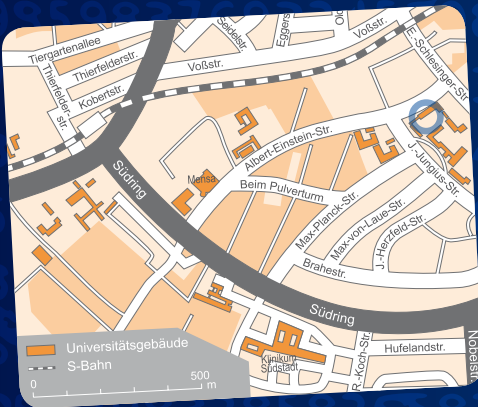 Tiergartenallee
Thierfelderstr.
Thierfelder-
str.
Kobertstr.
Voßstr.
Seidelstr
Eggers
Old
Voßstr.
E.-Schlesinger-Str
Südring
Mensa
Albert-Einstein-Str.
Beim Pulverturm
Max-Planck-Str.
Max-von-Laue-Str.
J.-Herzfeld-Str.
J.-Jungius-Str.
Brahestr.
Südring
Hufelandstr.
R.-Koch-Str.
Nobelstr
Klinikum
Südstadt
Universitätsgebäude
S-Bahn
0
500
m